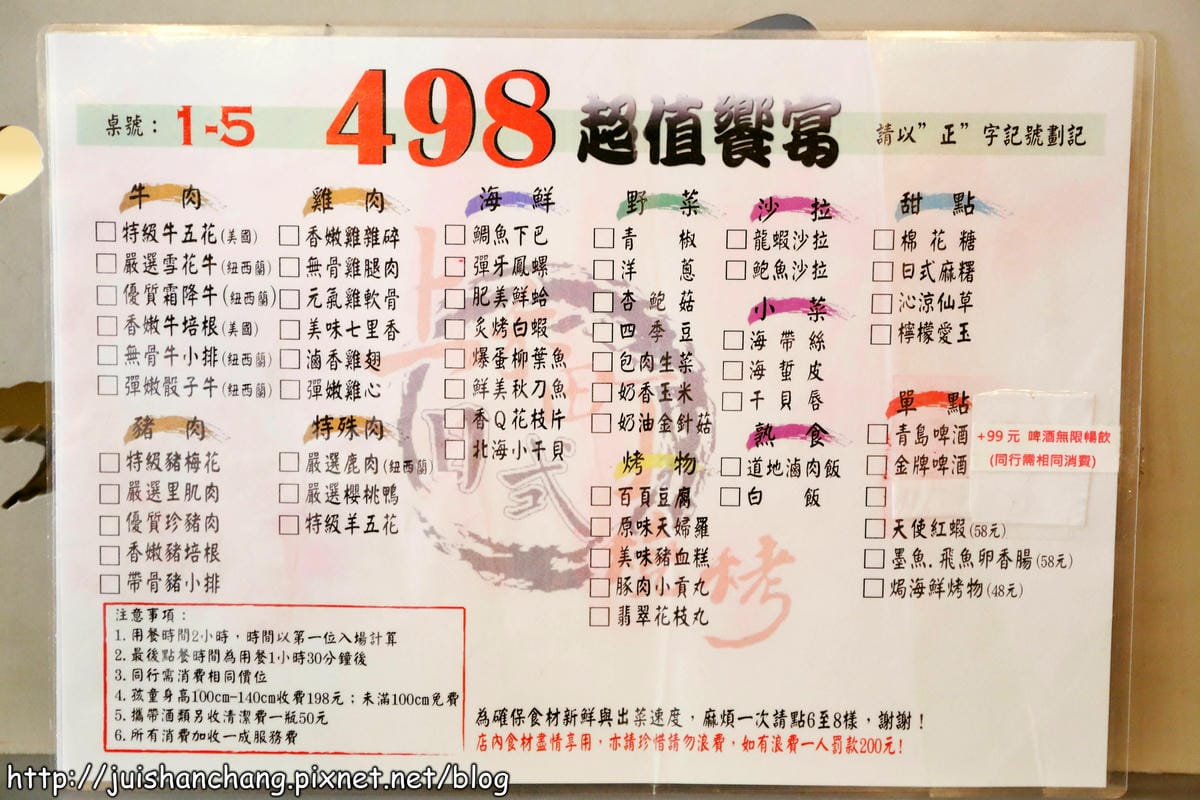 桌號：1-5 498 超值饗宴 請以"正"字記號劃記
牛肉
特級牛五花(美國)
嚴選雪花牛(紐西蘭)
優質霜降牛(紐西蘭)
香嫩牛培根(美國)
無骨牛小排(紐西蘭)
彈嫩骰子牛(紐西蘭)
豬肉
特級豬梅花
嚴選里肌肉
優質珍豬肉
香嫩豬培根
帶骨豬小排
雞肉
香嫩雞雜碎
無骨雞腿肉
元氣雞軟骨
美味七里香
滷香雞翅
彈嫩雞心
特殊肉
嚴選鹿肉(紐西蘭)
嚴選櫻桃鴨
特級羊五花
海鮮
鯛魚下巴
彈牙鳳螺
肥美鮮蛤
炙烤白蝦
爆蛋柳葉魚
鮮美秋刀魚
香Q花枝片
北海小干貝
野菜
青椒
洋蔥
杏鮑菇
四季豆
包肉生菜
奶香玉米
奶油金針菇
烤物
百頁豆腐
原味天婦羅
美味豬血糕
豚肉小貢丸
翡翠花枝丸
沙拉
龍蝦沙拉
鮑魚沙拉
小菜
海帶絲
海蜇皮
干貝唇
熟食
道地滷肉飯
白飯
甜點
棉花糖
日式麻糬
沁涼仙草
檸檬愛玉
單點
青島啤酒
金牌啤酒
+99元 啤酒無限暢飲
(同行需相同消費)
天使紅蝦(58元)
墨魚.飛魚卵香腸(58元)
焗海鮮烤物(48元)
日式
烤
注意事項：
1.用餐時間2小時，時間以第一位入場計算
2.最後點餐時間為用餐1小時30分鐘後
3.同行需消費相同價位
4.孩童身高100cm-140cm收費198元；未滿100cm免費
5.攜帶酒類另收清潔費一瓶50元
6.所有消費加收一成服務費
為確保食材新鮮與出菜速度，麻煩一次請點6至8樣，謝謝！
店內食材盡情享用，亦請珍惜請勿浪費，如有浪費一人罰款200元!
http://juishanchang.pixnet.net/blog